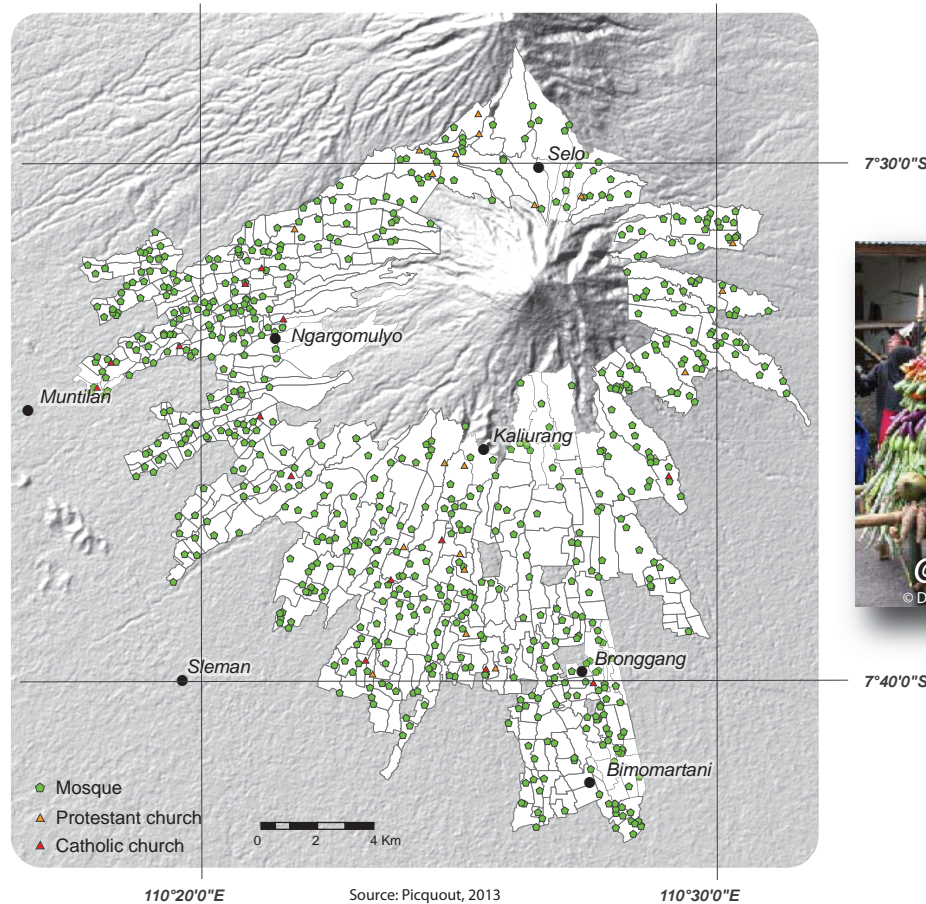 Selo
7°30'0"S
Ngargomulyo
Muntilan
Kaliurang
Sleman
Bronggang
7°40'0"S
Bimomartani
Mosque
Protestant church
Catholic church
0 2 4 Km
110°20'0"E
Source: Picquout, 2013
110°30'0"E